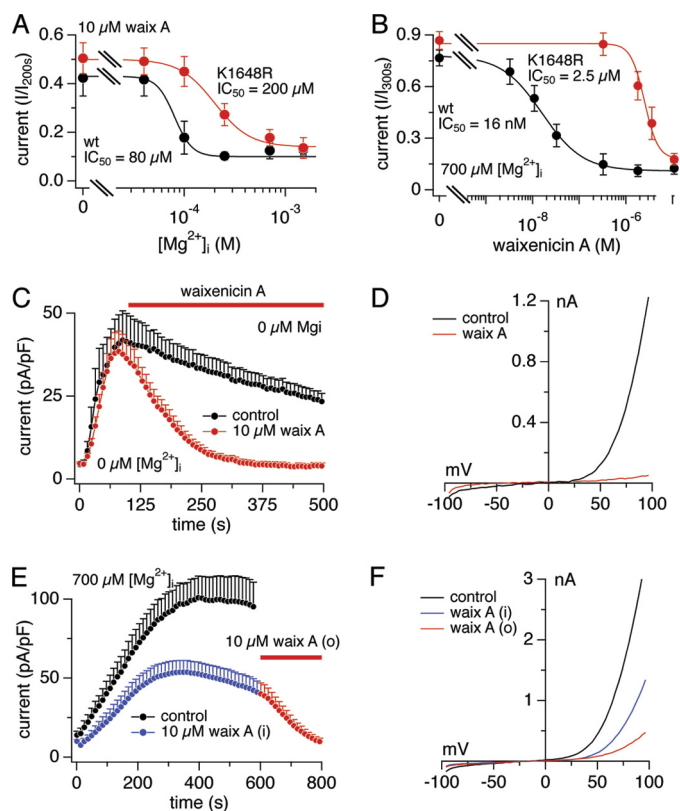 A
10 µM waix A
current (I/I200s)
0.6
0.4
0.2
0.0
K1648R
IC50 = 200 µM
wt
IC50 = 80 µM
0
10-4
10-3
[Mg2+]i (M)
B
current (I/I300s)
0.9
0.6
0.3
0.0
K1648R
IC50 = 2.5 µM
wt
IC50 = 16 nM
700 µM [Mg2+]i
0
10-8
10-6
waixenicin A (M)
C
waixenicin A
0 µM Mgi
current (pA/pF)
50
25
0
control
10 µM waix A
0 µM [Mg2+]i
0
125
250
375
500
time (s)
D
control
waix A
1.2
nA
0.8
0.4
mV
-100
-50
0
50
100
E
700 µM [Mg2+]i
current (pA/pF)
100
50
0
10 µM waix A (o)
control
10 µM waix A (i)
0
200
400
600
800
time (s)
F
control
waix A (i)
waix A (o)
3
nA
2
1
mV
-100
-50
0
50
100